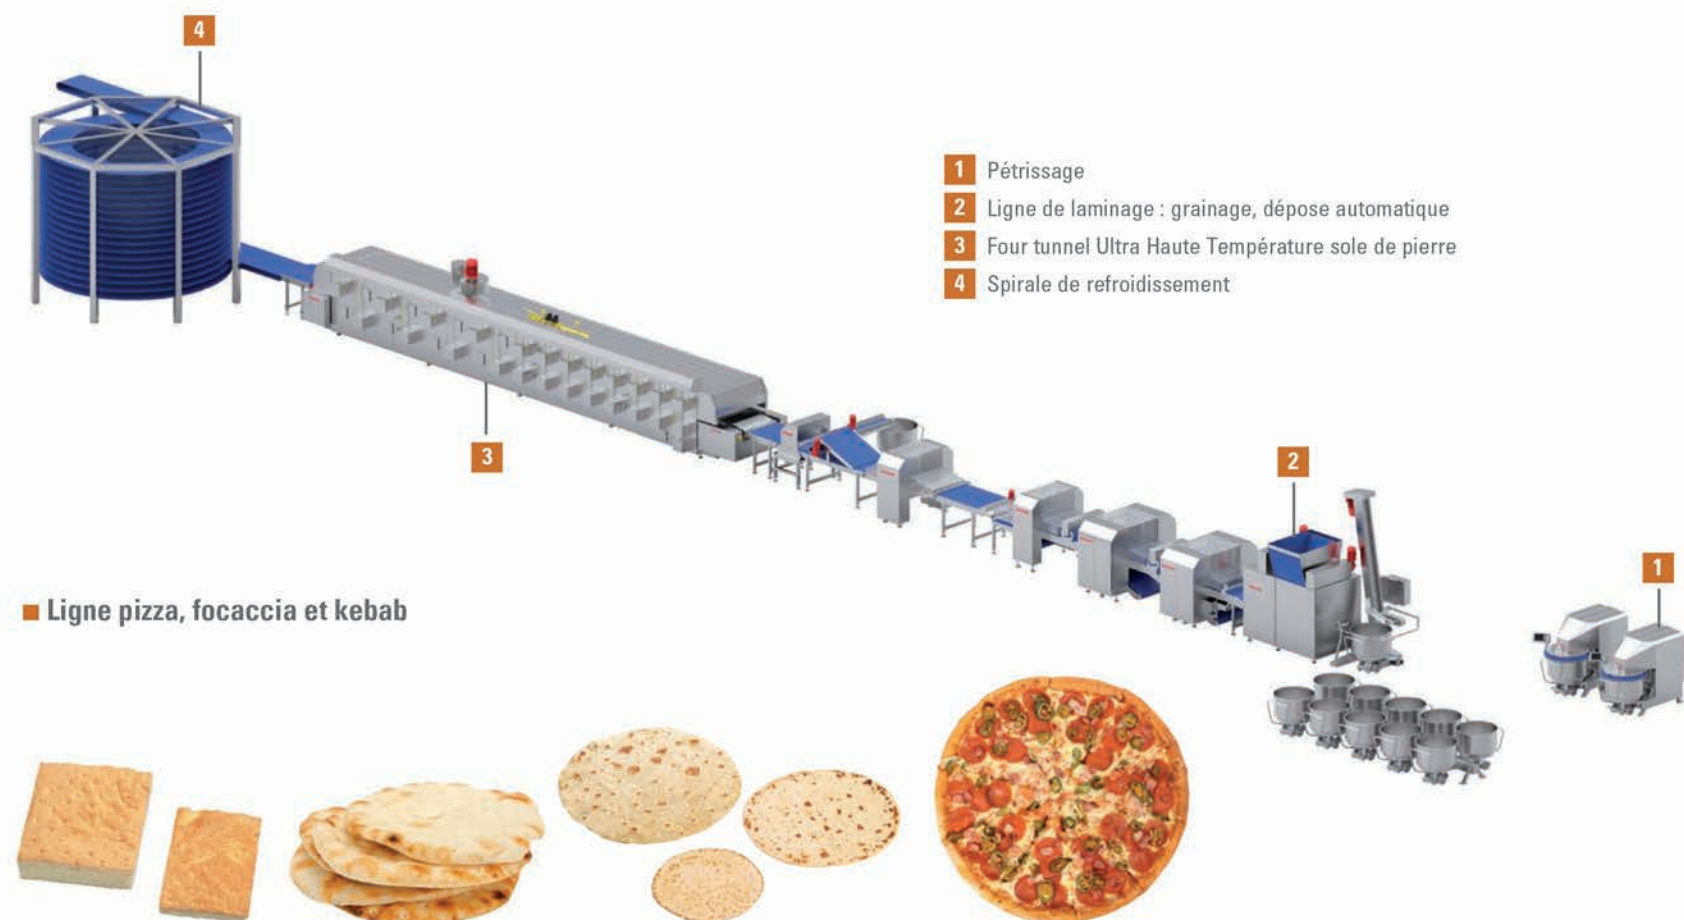 4
1 Pétrissage
2 Ligne de laminage : grainage, dépose automatique
3 Four tunnel Ultra Haute Température sole de pierre
4 Spirale de refroidissement
3
2
1
■ Ligne pizza, focaccia et kebab